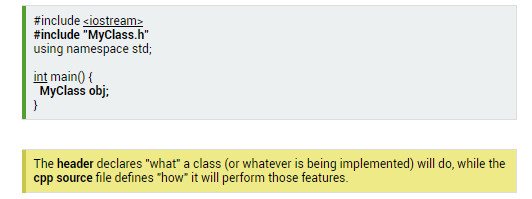 #include <iostream>
#include "MyClass.h"
using namespace std;
int main() {
MyClass obj;
}
The header declares "what" a class (or whatever is being implemented) will do, while the
cpp source file defines "how" it will perform those features.